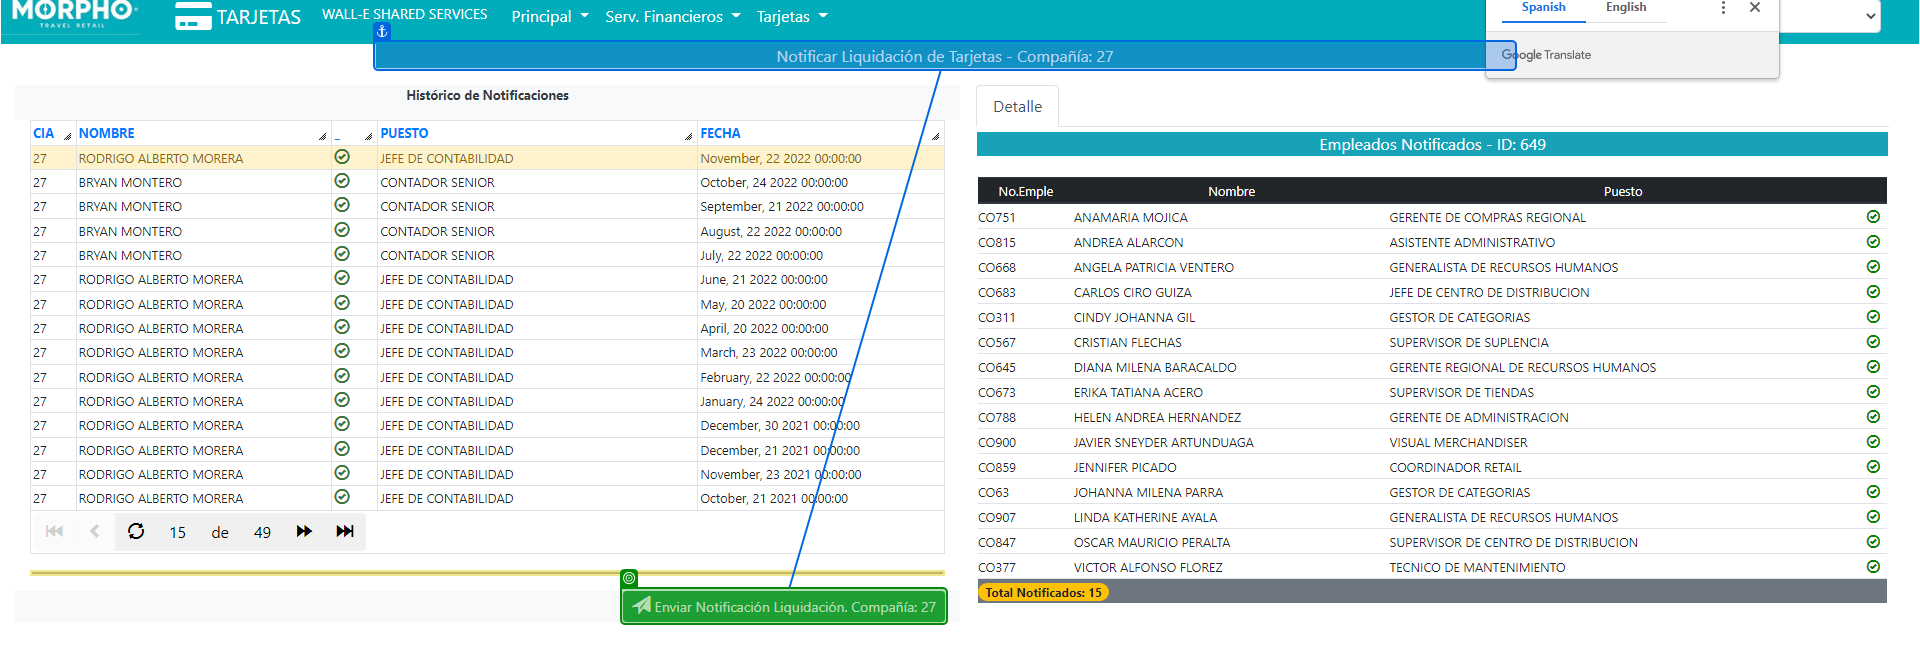 MORPHO
TRAVEL RETAIL
TARJETAS
WALL-E SHARED SERVICES
Principal
Serv. Financieros
Tarjetas
Spanish
English
Google Translate
Notificar Liquidación de Tarjetas - Compañía: 27
Histórico de Notificaciones
CIA NOMBRE _ PUESTO FECHA
27 RODRIGO ALBERTO MORERA JEFE DE CONTABILIDAD November, 22 2022 00:00:00
27 BRYAN MONTERO CONTADOR SENIOR October, 24 2022 00:00:00
27 BRYAN MONTERO CONTADOR SENIOR September, 21 2022 00:00:00
27 BRYAN MONTERO CONTADOR SENIOR August, 22 2022 00:00:00
27 BRYAN MONTERO CONTADOR SENIOR July, 22 2022 00:00:00
27 RODRIGO ALBERTO MORERA JEFE DE CONTABILIDAD June, 21 2022 00:00:00
27 RODRIGO ALBERTO MORERA JEFE DE CONTABILIDAD May, 20 2022 00:00:00
27 RODRIGO ALBERTO MORERA JEFE DE CONTABILIDAD April, 20 2022 00:00:00
27 RODRIGO ALBERTO MORERA JEFE DE CONTABILIDAD March, 23 2022 00:00:00
27 RODRIGO ALBERTO MORERA JEFE DE CONTABILIDAD February, 22 2022 00:00:00
27 RODRIGO ALBERTO MORERA JEFE DE CONTABILIDAD January, 24 2022 00:00:00
27 RODRIGO ALBERTO MORERA JEFE DE CONTABILIDAD December, 30 2021 00:00:00
27 RODRIGO ALBERTO MORERA JEFE DE CONTABILIDAD December, 21 2021 00:00:00
27 RODRIGO ALBERTO MORERA JEFE DE CONTABILIDAD November, 23 2021 00:00:00
27 RODRIGO ALBERTO MORERA JEFE DE CONTABILIDAD October, 21 2021 00:00:00
15 de 49
Enviar Notificación Liquidación. Compañía: 27
Detalle
Empleados Notificados - ID: 649
No.Emple Nombre Puesto
CO751 ANAMARIA MOJICA GERENTE DE COMPRAS REGIONAL
CO815 ANDREA ALARCON ASISTENTE ADMINISTRATIVO
CO668 ANGELA PATRICIA VENTERO GENERALISTA DE RECURSOS HUMANOS
CO683 CARLOS CIRO GUIZA JEFE DE CENTRO DE DISTRIBUCION
CO311 CINDY JOHANNA GIL GESTOR DE CATEGORIAS
CO567 CRISTIAN FLECHAS SUPERVISOR DE SUPLENCIA
CO645 DIANA MILENA BARACALDO GERENTE REGIONAL DE RECURSOS HUMANOS
CO673 ERIKA TATIANA ACERO SUPERVISOR DE TIENDAS
CO788 HELEN ANDREA HERNANDEZ GERENTE DE ADMINISTRACION
CO900 JAVIER SNEYDER ARTUNDUAGA VISUAL MERCHANDISER
CO859 JENNIFER PICADO COORDINADOR RETAIL
CO63 JOHANNA MILENA PARRA GESTOR DE CATEGORIAS
CO907 LINDA KATHERINE AYALA GENERALISTA DE RECURSOS HUMANOS
CO847 OSCAR MAURICIO PERALTA SUPERVISOR DE CENTRO DE DISTRIBUCION
CO377 VICTOR ALFONSO FLOREZ TECNICO DE MANTENIMIENTO
Total Notificados: 15